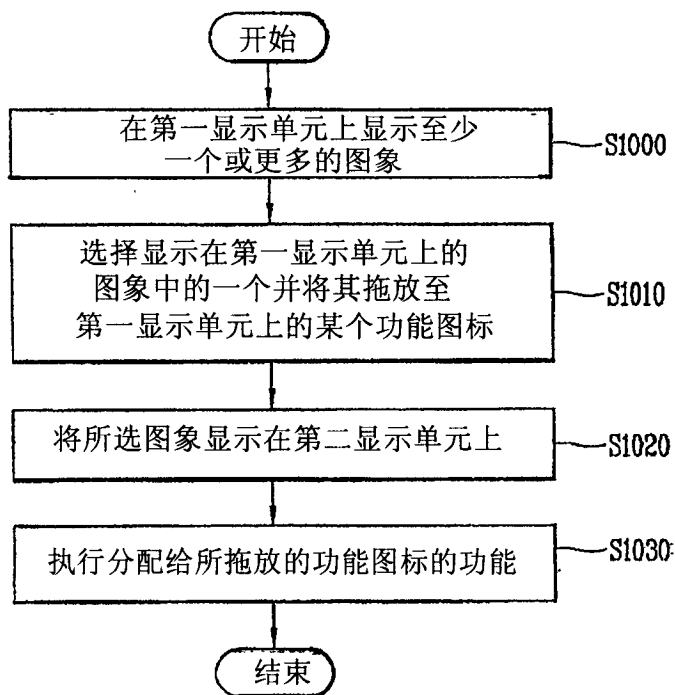 开始
在第一显示单元上显示至少
一个或更多的图象
S1000
选择显示在第一显示单元上的
图象中的一个并将其拖放至
第一显示单元上的某个功能图标
S1010
将所选图象显示在第二显示单元上
S1020
执行分配给所拖放的功能图标的功能
S1030
结束